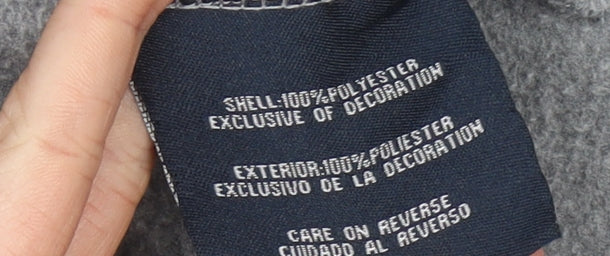 SHELL:100%POLYESTER
EXCLUSIVE OF DECORATION
EXTERIOR:100%POLIESTER
EXCLUSIVO DE LA DECORATION
CARE ON REVERSE
CUIDADO AL REVERSO